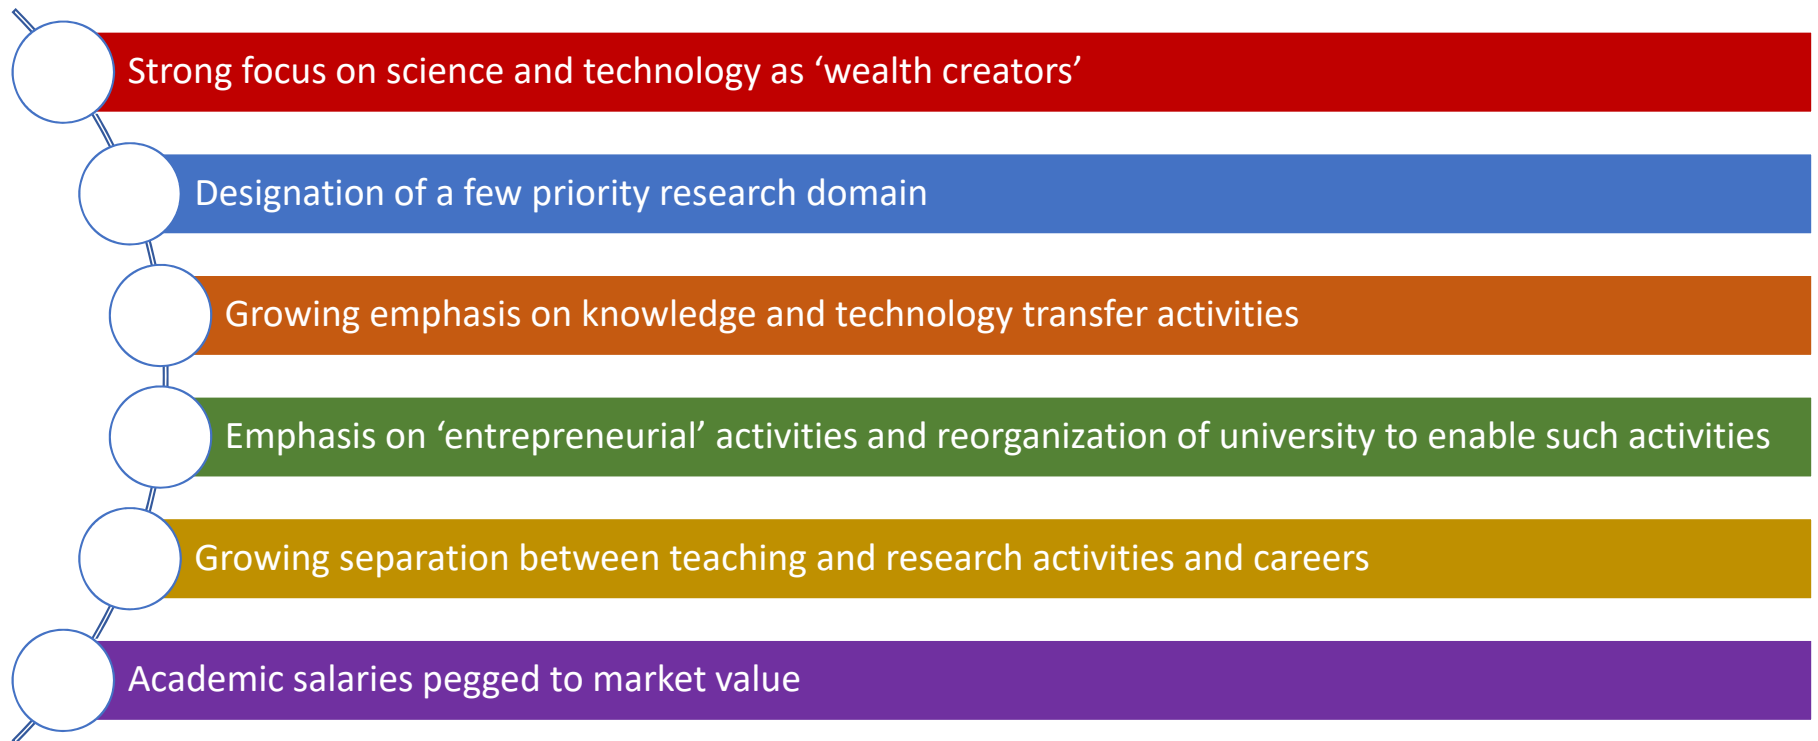 Strong focus on science and technology as ‘wealth creators’
Designation of a few priority research domain
Growing emphasis on knowledge and technology transfer activities
Emphasis on ‘entrepreneurial’ activities and reorganization of university to enable such activities
Growing separation between teaching and research activities and careers
Academic salaries pegged to market value